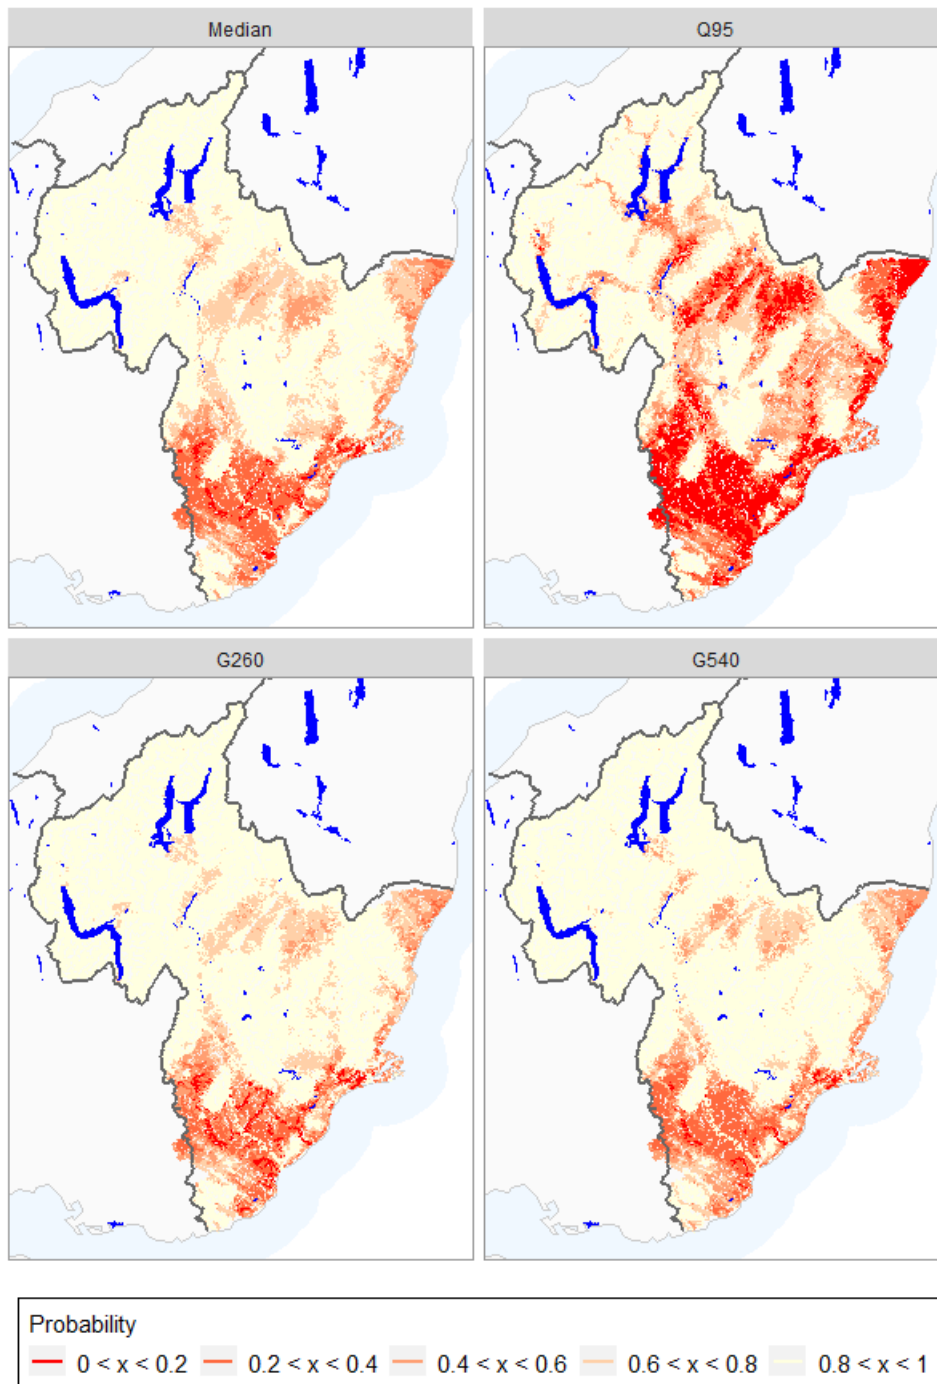 Median
Q95
G260
G540
Probability
0 < x < 0.2
0.2 < x < 0.4
0.4 < x < 0.6
0.6 < x < 0.8
0.8 < x < 1